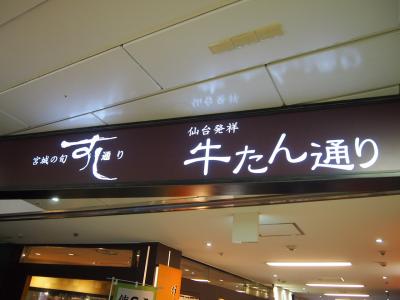 宮城の旬 すし通り
仙台発祥
牛たん通り